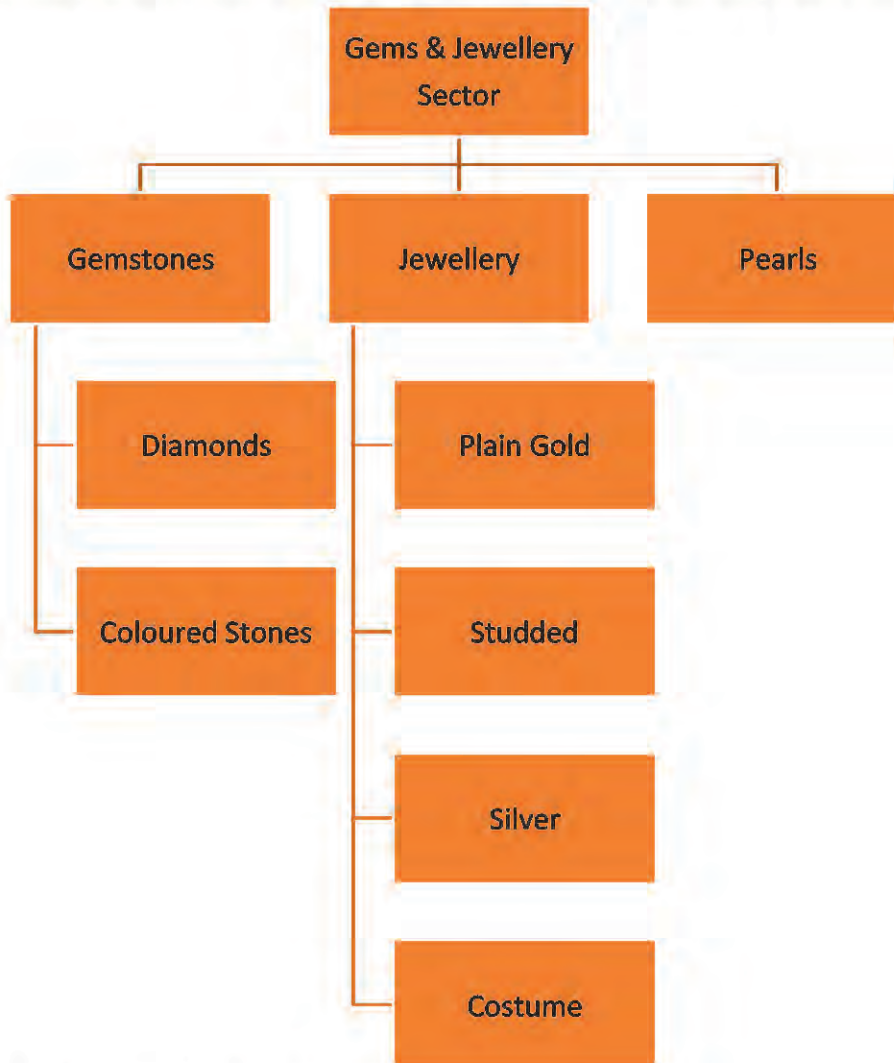 Gems & Jewellery
Sector
Gemstones
Jewellery
Pearls
Diamonds
Plain Gold
Coloured Stones
Studded
Silver
Costume